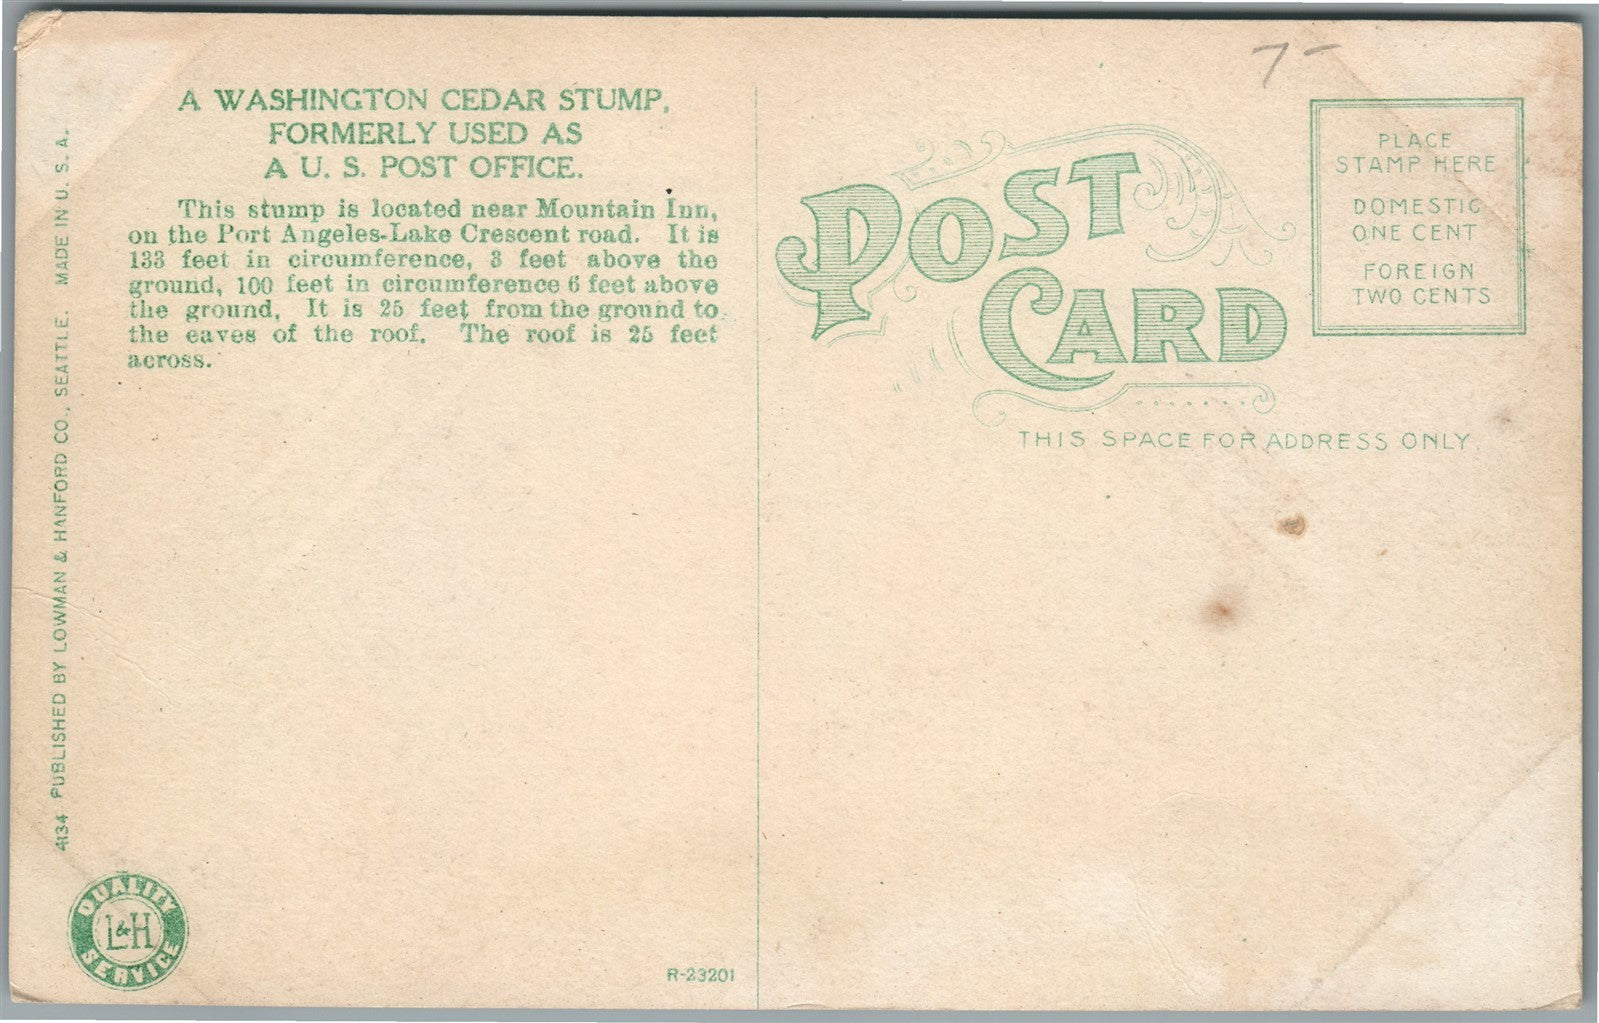 A WASHINGTON CEDAR STUMP,
FORMERLY USED AS
A U. S. POST OFFICE.
This stump is located near Mountain Inn,
on the Port Angeles-Lake Crescent road. It is
133 feet in circumference, 3 feet above the
ground, 100 feet in circumference 6 feet above
the ground, It is 25 feet from the ground to
the eaves of the roof. The roof is 25 feet
across.
4134 PUBLISHED BY LOWMAN & HANFORD CO., SEATTLE. MADE IN U. S. A.
QUALITY
L&H
SERVICE
R-23201
7-
POST
CARD
PLACE
STAMP HERE
DOMESTIC
ONE CENT
FOREIGN
TWO CENTS
THIS SPACE FOR ADDRESS ONLY.